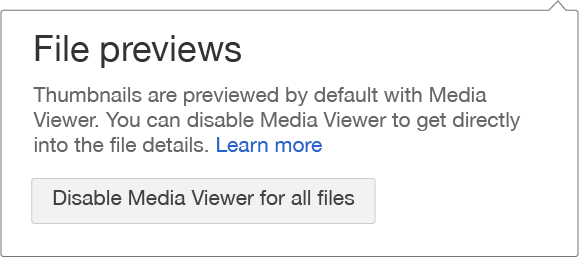 File previews
Thumbnails are previewed by default with Media
Viewer. You can disable Media Viewer to get directly
into the file details. Learn more
Disable Media Viewer for all files